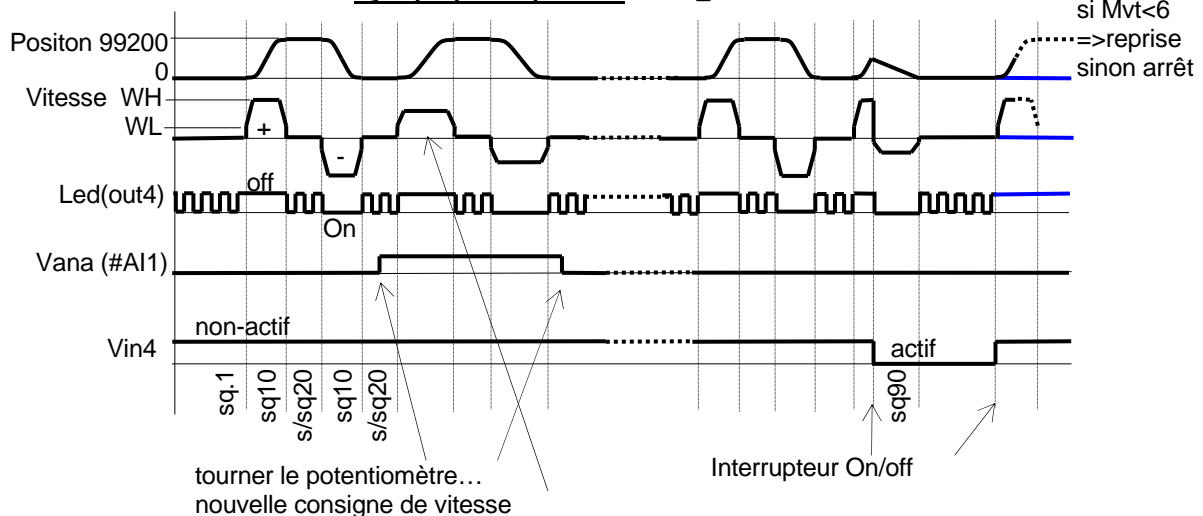 si Mvt<6
Positon 99200
=>reprise
0
sinon arrêt
Vitesse WH
WL
+
-
off
Led(out4)
On
Vana (#AI1)
non-actif
Vin4
actif
sq.1
sq10
s/sq20
sq10
s/sq20
sq90
tourner le potentiomètre…
nouvelle consigne de vitesse
Interrupteur On/off